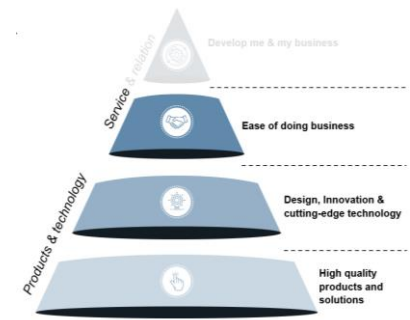 Develop me & my business
Service & relation
Ease of doing business
Design, Innovation &
cutting-edge technology
Products & technology
High quality
products and
solutions